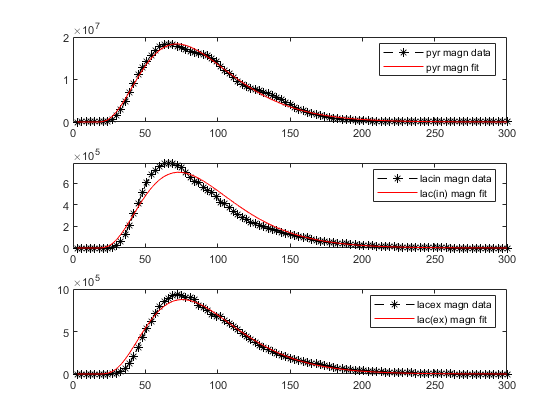 ×10^7
2
1
0
pyr magn data
pyr magn fit
0 50 100 150 200 250 300
×10^5
6
4
2
0
lacin magn data
lac(in) magn fit
0 50 100 150 200 250 300
×10^5
10
5
0
lacex magn data
lac(ex) magn fit
0 50 100 150 200 250 300